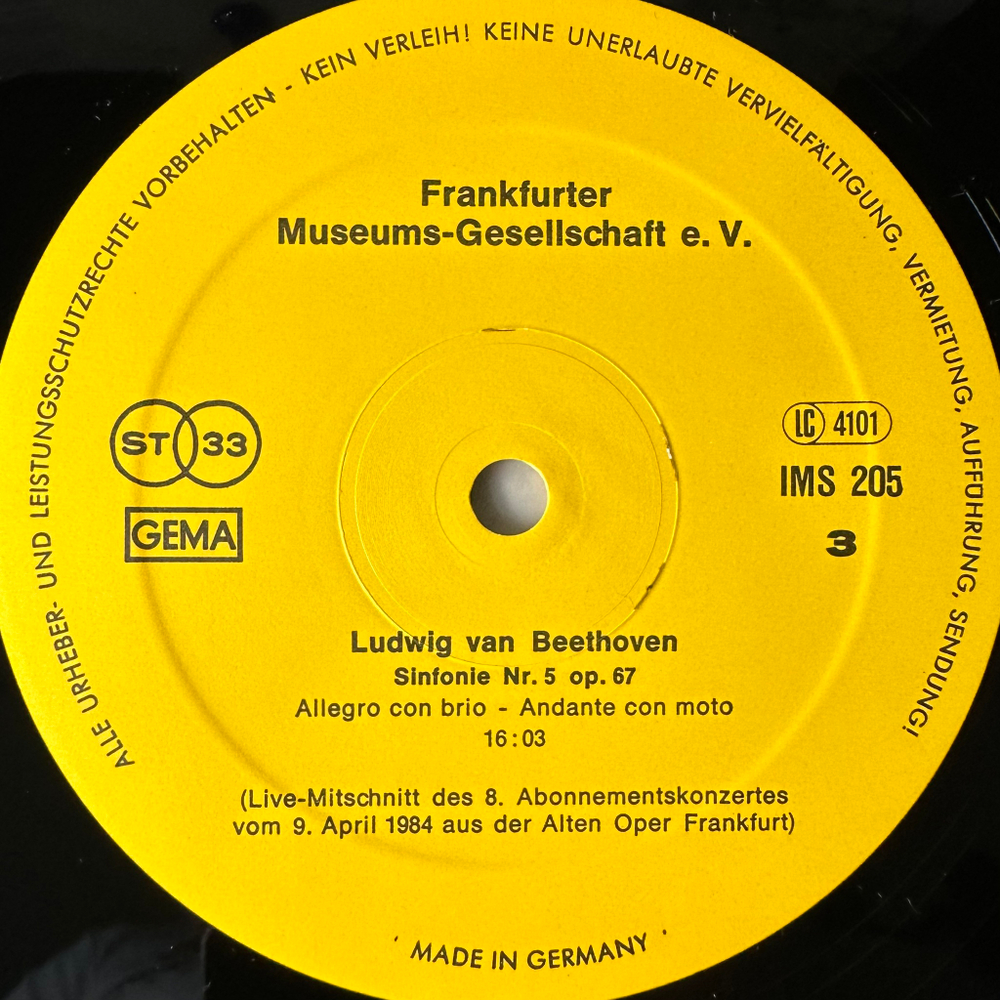 ALLE URHEBER- UND LEISTUNGSSCHUTZRECHTE VORBEHALTEN - KEIN VERLEIH! KEINE UNERLAUBTE VERVIELFÄLTIGUNG, VERMIETUNG, AUFFÜHRUNG, SENDUNG!
Frankfurter
Museums-Gesellschaft e. V.
ST 33
GEMA
LC 4101
IMS 205
3
Ludwig van Beethoven
Sinfonie Nr. 5 op. 67
Allegro con brio - Andante con moto
16:03
(Live-Mitschnitt des 8. Abonnementskonzertes
vom 9. April 1984 aus der Alten Oper Frankfurt)
' MADE IN GERMANY '